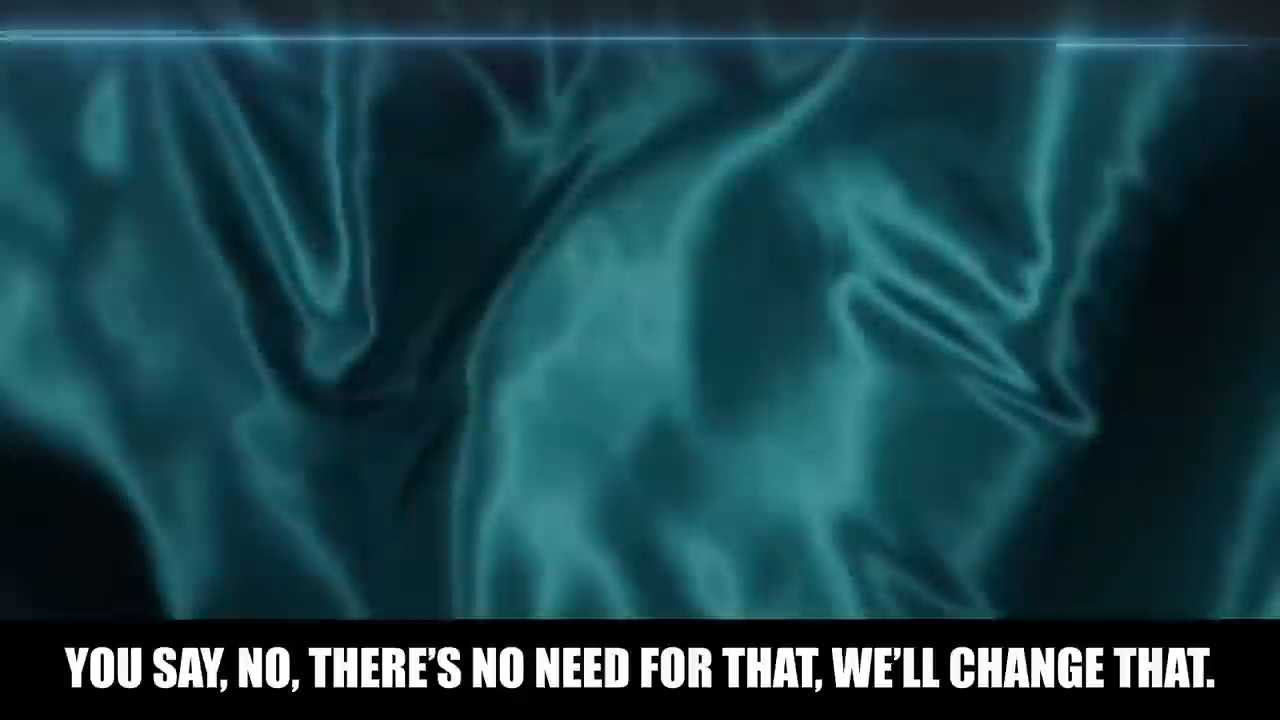 YOU SAY, NO, THERE’S NO NEED FOR THAT, WE’LL CHANGE THAT.